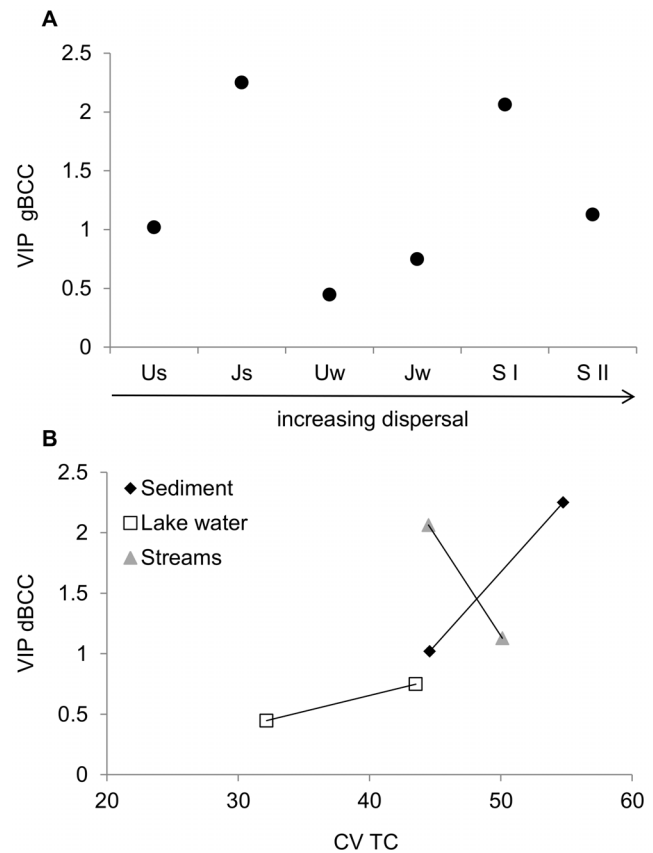 A
2.5
2
1.5
1
0.5
0
VIP gBCC
Us Js Uw Jw S I S II
increasing dispersal
B
2.5
2
1.5
1
0.5
0
VIP dBCC
Sediment
Lake water
Streams
20 30 40 50 60
CV TC